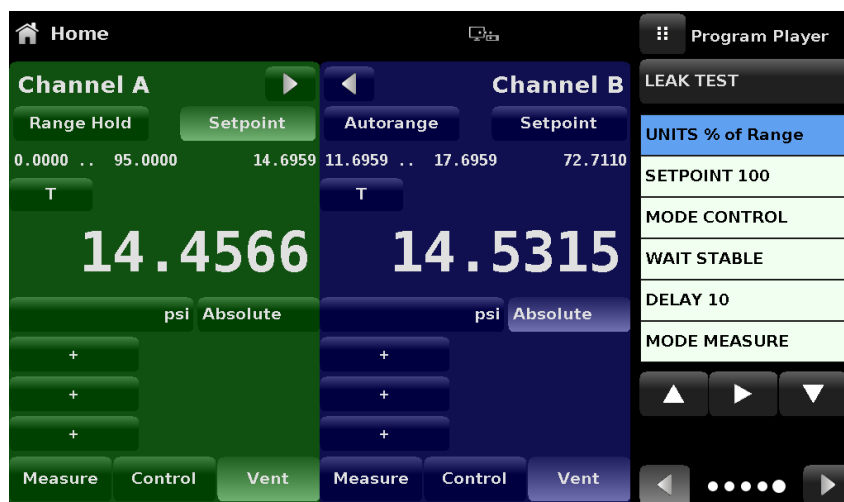 Home
Program Player
Channel A
Channel B
LEAK TEST
Range Hold Setpoint Autorange Setpoint
UNITS % of Range
0.0000 .. 95.0000 14.6959 11.6959 .. 17.6959 72.7110
SETPOINT 100
T T
MODE CONTROL
14.4566 14.5315
WAIT STABLE
psi Absolute psi Absolute
DELAY 10
MODE MEASURE
+ +
+ +
+ +
Measure Control Vent Measure Control Vent